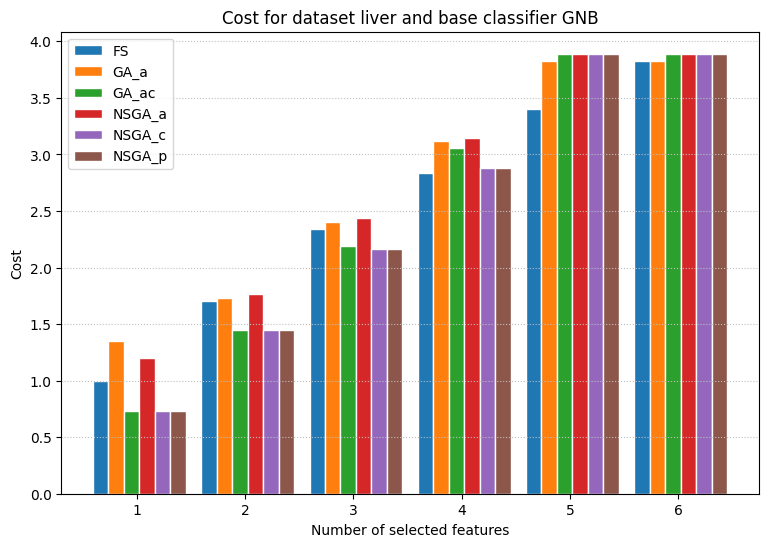 Cost for dataset liver and base classifier GNB
FS
GA_a
GA_ac
NSGA_a
NSGA_c
NSGA_p
Cost
4.0
3.5
3.0
2.5
2.0
1.5
1.0
0.5
0.0
1 2 3 4 5 6
Number of selected features